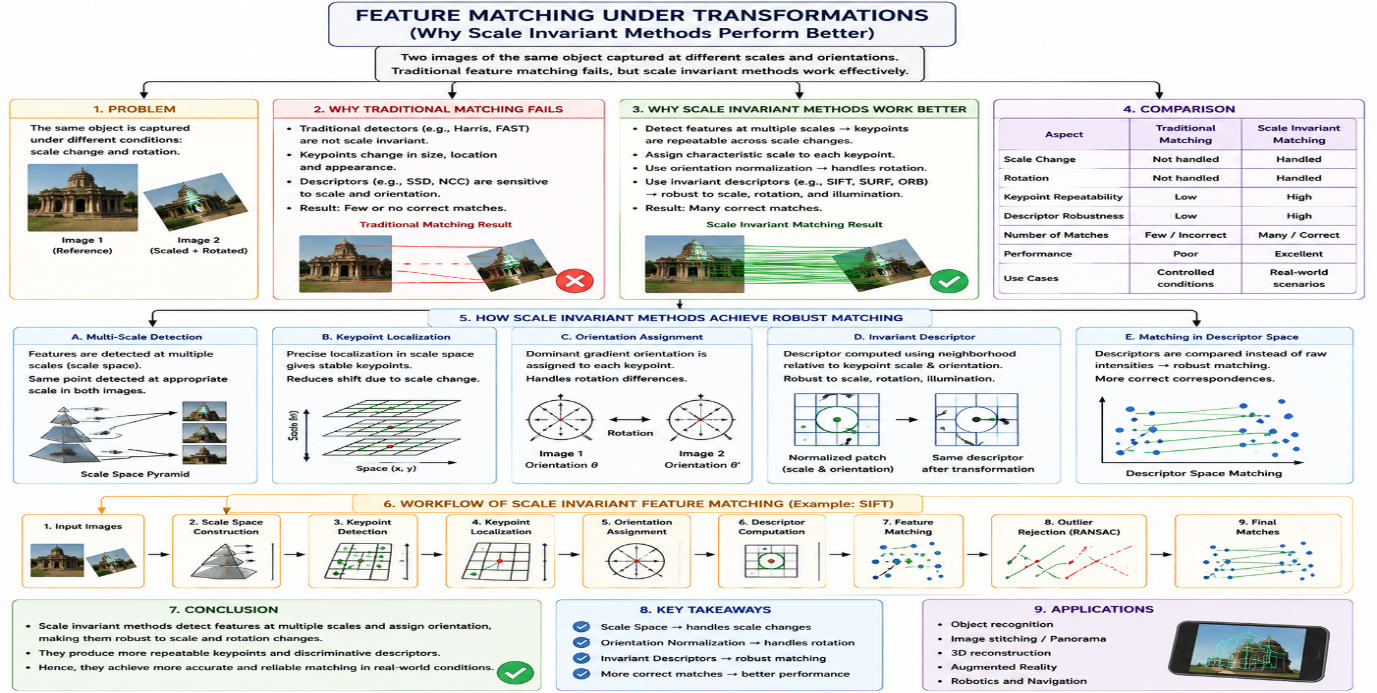 FEATURE MATCHING UNDER TRANSFORMATIONS
(Why Scale Invariant Methods Perform Better)
Two images of the same object captured at different scales and orientations.
Traditional feature matching fails, but scale invariant methods work effectively.
1. PROBLEM
The same object is captured
under different conditions:
scale change and rotation.
Image 1
(Reference)
Image 2
(Scaled + Rotated)
2. WHY TRADITIONAL MATCHING FAILS
• Traditional detectors (e.g., Harris, FAST)
are not scale invariant.
• Keypoints change in size, location
and appearance.
• Descriptors (e.g., SSD, NCC) are sensitive
to scale and orientation.
• Result: Few or no correct matches.
Traditional Matching Result
3. WHY SCALE INVARIANT METHODS WORK BETTER
• Detect features at multiple scales → keypoints
are repeatable across scale changes.
• Assign characteristic scale to each keypoint.
• Use orientation normalization → handles rotation.
• Use invariant descriptors (e.g., SIFT, SURF, ORB)
→ robust to scale, rotation, and illumination.
• Result: Many correct matches.
Scale Invariant Matching Result
4. COMPARISON
Aspect
Traditional
Matching
Scale Invariant
Matching
Scale Change Not handled Handled
Rotation Not handled Handled
Keypoint Repeatability Low High
Descriptor Robustness Low High
Number of Matches Few / Incorrect Many / Correct
Performance Poor Excellent
Use Cases
Controlled
conditions
Real-world
scenarios
5. HOW SCALE INVARIANT METHODS ACHIEVE ROBUST MATCHING
A. Multi-Scale Detection
Features are detected at multiple
scales (scale space).
Same point detected at appropriate
scale in both images.
Scale Space Pyramid
B. Keypoint Localization
Precise localization in scale space
gives stable keypoints.
Reduces shift due to scale change.
Space (x, y)
C. Orientation Assignment
Dominant gradient orientation is
assigned to each keypoint.
Handles rotation differences.
Rotation
Image 1
Orientation θ
Image 2
Orientation θ'
D. Invariant Descriptor
Descriptor computed using neighborhood
relative to keypoint scale & orientation.
Robust to scale, rotation, illumination.
Normalized patch
(scale & orientation)
Same descriptor
after transformation
E. Matching in Descriptor Space
Descriptors are compared instead of raw
intensities → robust matching.
More correct correspondences.
Descriptor Space Matching
6. WORKFLOW OF SCALE INVARIANT FEATURE MATCHING (Example: SIFT)
1. Input Images
2. Scale Space
Construction
3. Keypoint
Detection
4. Keypoint
Localization
5. Orientation
Assignment
6. Descriptor
Computation
7. Feature
Matching
8. Outlier
Rejection (RANSAC)
9. Final
Matches
7. CONCLUSION
• Scale invariant methods detect features at multiple scales and assign orientation,
making them robust to scale and rotation changes.
• They produce more repeatable keypoints and discriminative descriptors.
• Hence, they achieve more accurate and reliable matching in real-world conditions.
8. KEY TAKEAWAYS
Scale Space → handles scale changes
Orientation Normalization → handles rotation
Invariant Descriptors → robust matching
More correct matches → better performance
9. APPLICATIONS
• Object recognition
• Image stitching / Panorama
• 3D reconstruction
• Augmented Reality
• Robotics and Navigation